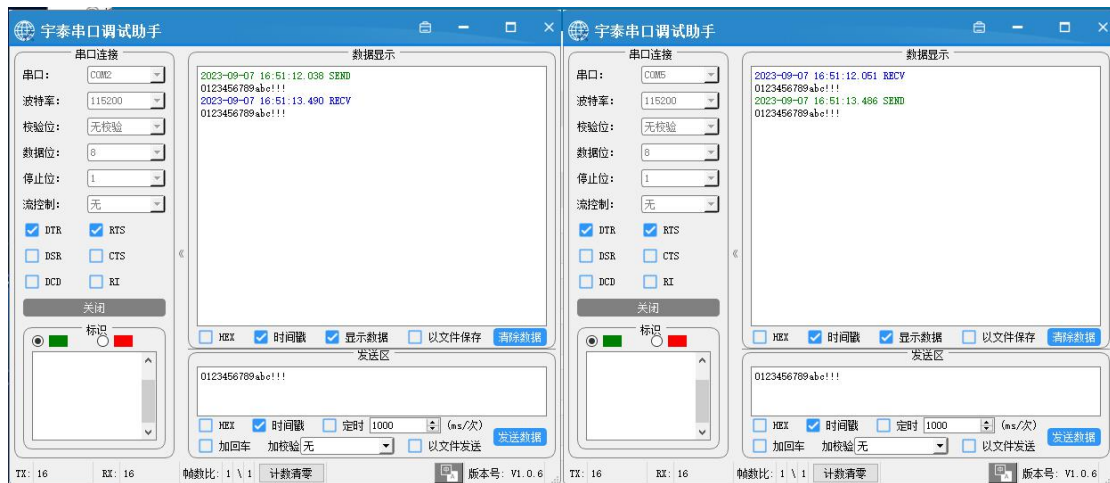 宇泰串口调试助手
串口连接
串口： COM2
波特率： 115200
校验位： 无校验
数据位： 8
停止位： 1
流控制： 无
DTR RTS
DSR CTS
DCD RI
关闭
标识
数据显示
2023-09-07 16:51:12.038 SEND
0123456789abc!!!
2023-09-07 16:51:13.490 RECV
0123456789abc!!!
HEX 时间戳 显示数据 以文件保存 清除数据
发送区
0123456789abc!!!
HEX 时间戳 定时 1000 (ms/次)
加回车 加校验 无 以文件发送 发送数据
TX: 16 RX: 16 帧数比: 1 \ 1 计数清零 版本号: V1.0.6
宇泰串口调试助手
串口连接
串口： COM5
波特率： 115200
校验位： 无校验
数据位： 8
停止位： 1
流控制： 无
DTR RTS
DSR CTS
DCD RI
关闭
标识
数据显示
2023-09-07 16:51:12.051 RECV
0123456789abc!!!
2023-09-07 16:51:13.486 SEND
0123456789abc!!!
HEX 时间戳 显示数据 以文件保存 清除数据
发送区
0123456789abc!!!
HEX 时间戳 定时 1000 (ms/次)
加回车 加校验 无 以文件发送 发送数据
TX: 16 RX: 16 帧数比: 1 \ 1 计数清零 版本号: V1.0.6